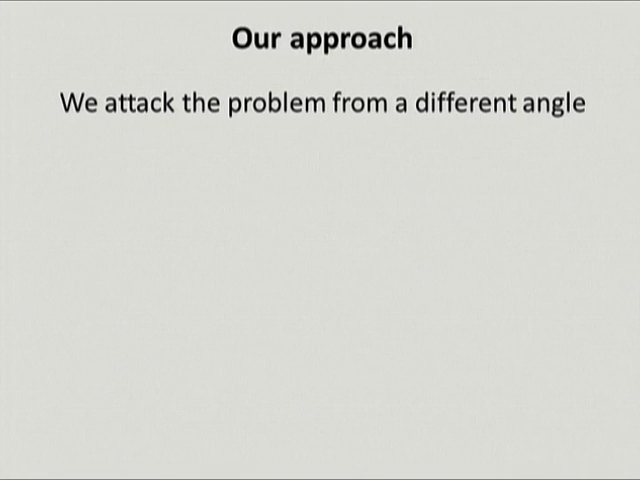 Our approach
We attack the problem from a different angle